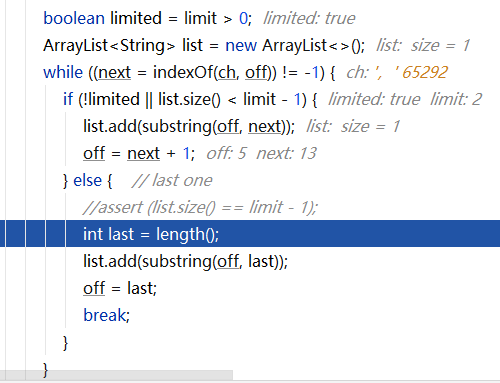 boolean limited = limit > 0;  limited: true
ArrayList<String> list = new ArrayList<>();  list:  size = 1
while ((next = indexOf(ch, off)) != -1) {  ch: ',  ' 65292
if (!limited || list.size() < limit - 1) {  limited: true  limit: 2
list.add(substring(off, next));  list:  size = 1
off = next + 1;  off: 5  next: 13
} else {    // last one
//assert (list.size() == limit - 1);
int last = length();
list.add(substring(off, last));
off = last;
break;
}
}